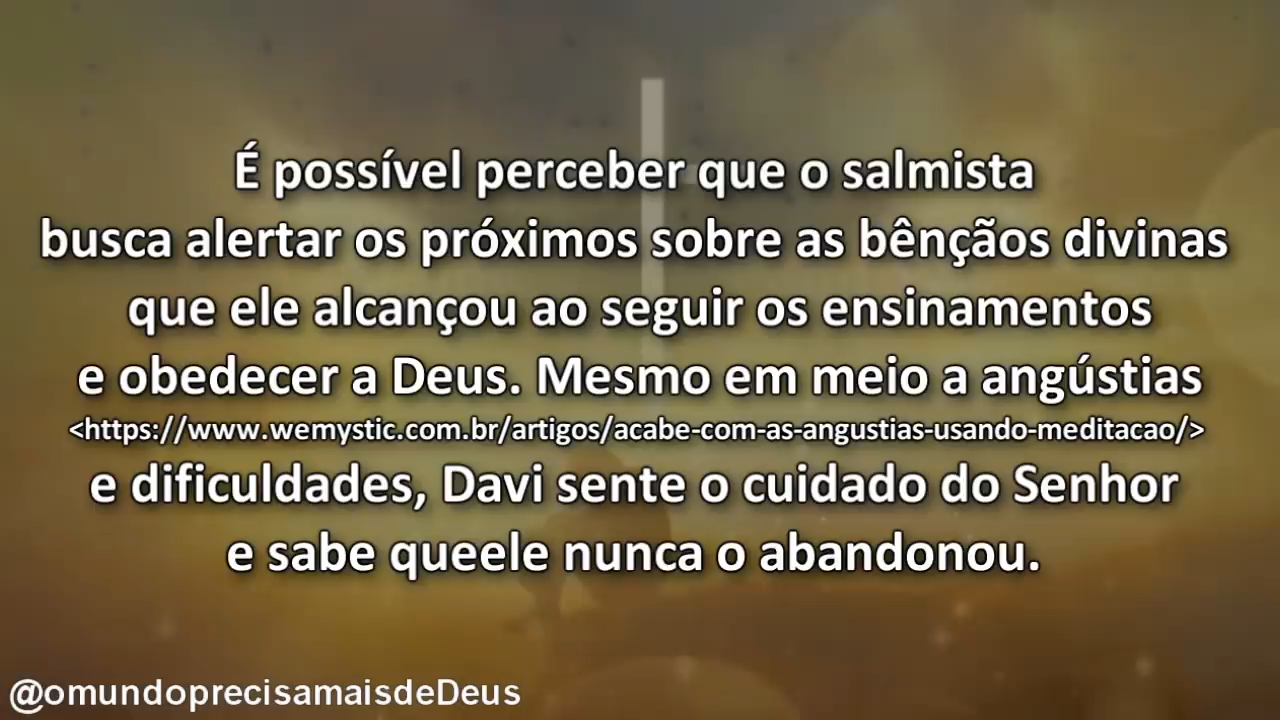 É possível perceber que o salmista
busca alertar os próximos sobre as bênçãos divinas
que ele alcançou ao seguir os ensinamentos
e obedecer a Deus. Mesmo em meio a angústias
<https://www.wemystic.com.br/artigos/acabe-com-as-angustias-usando-meditacao/>
e dificuldades, Davi sente o cuidado do Senhor
e sabe queele nunca o abandonou.
@omundoprecisamaisdeDeus